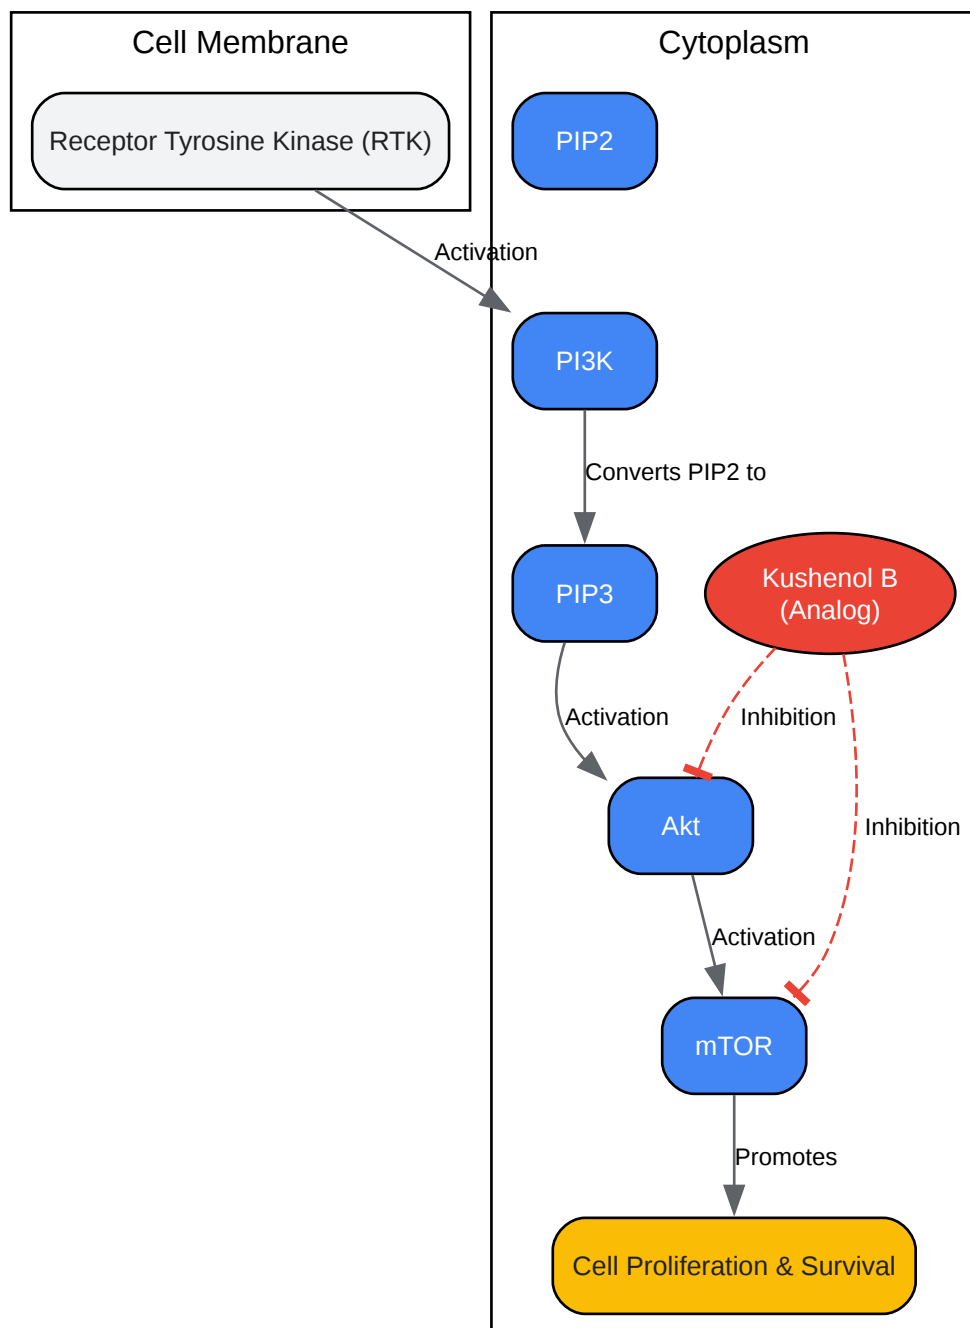 Cell Membrane
Cytoplasm
Receptor Tyrosine Kinase (RTK)
PIP2
Activation
PI3K
Converts PIP2 to
PIP3
Kushenol B
(Analog)
Activation
Inhibition
Akt
Inhibition
Activation
mTOR
Promotes
Cell Proliferation & Survival